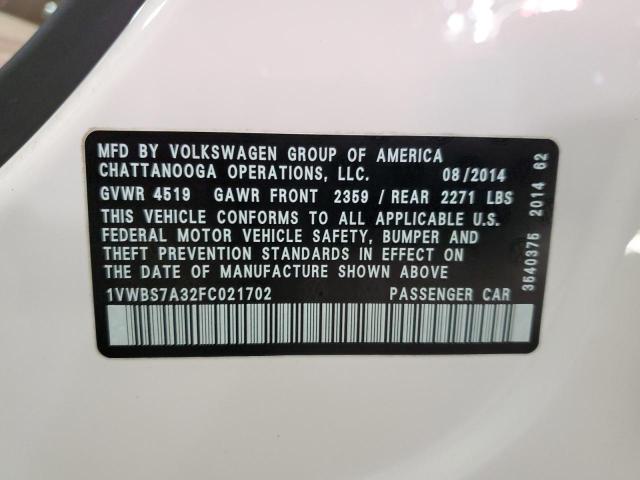 MFD BY VOLKSWAGEN GROUP OF AMERICA
CHATTANOOGA OPERATIONS, LLC. 08/2014
GVWR 4519 GAWR FRONT 2359 / REAR 2271 LBS
THIS VEHICLE CONFORMS TO ALL APPLICABLE U.S.
FEDERAL MOTOR VEHICLE SAFETY, BUMPER AND
THEFT PREVENTION STANDARDS IN EFFECT ON
THE DATE OF MANUFACTURE SHOWN ABOVE
1VWBS7A32FC021702 PASSENGER CAR
3540375 2014 62